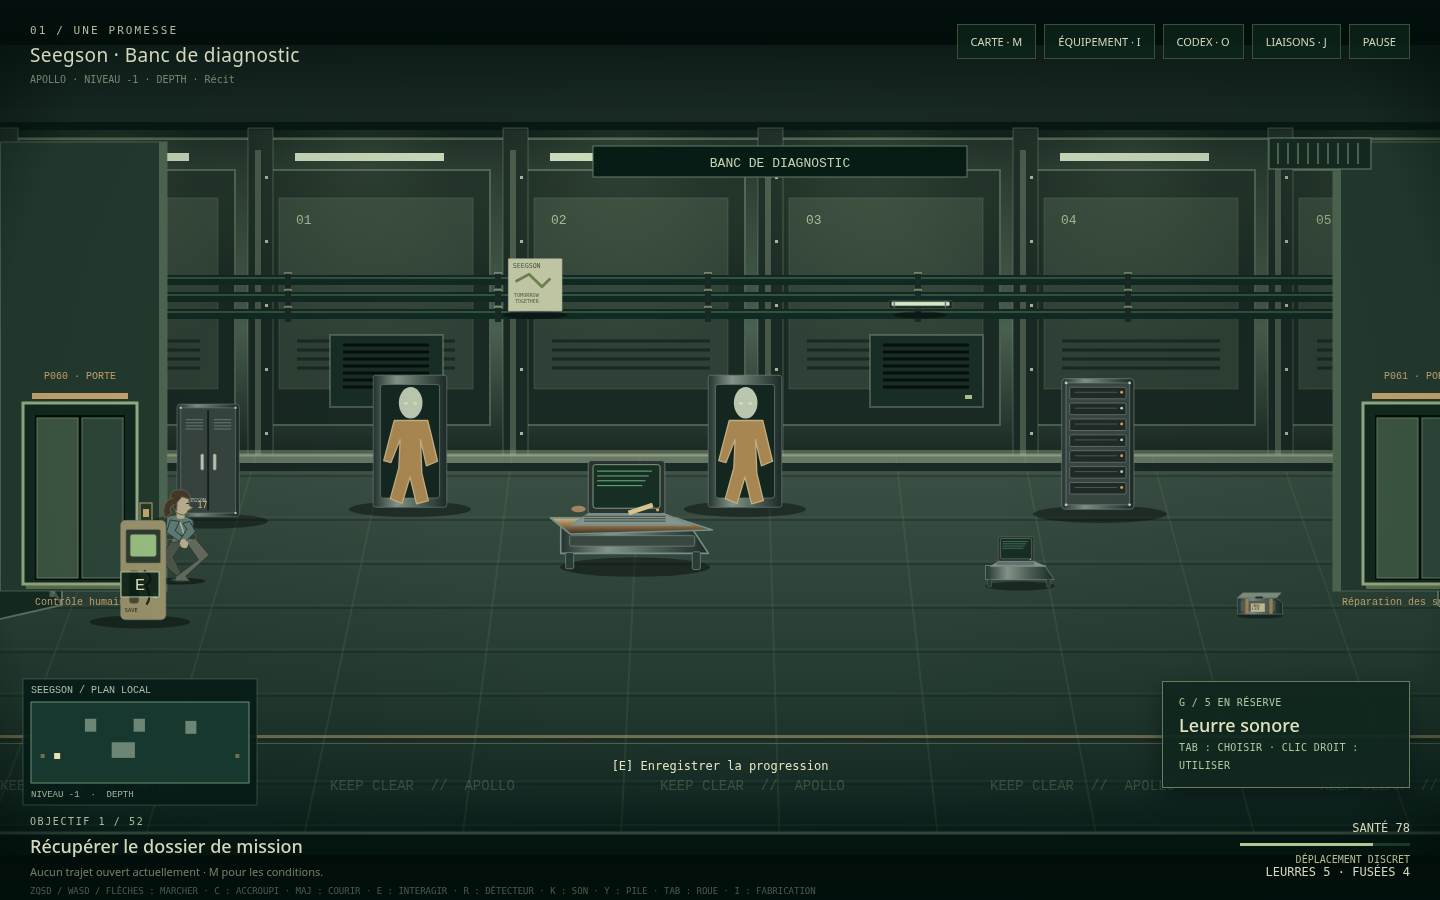 01 / UNE PROMESSE
Seegson · Banc de diagnostic
APOLLO · NIVEAU -1 · DEPTH · Récit
CARTE · M
ÉQUIPEMENT · I
CODEX · O
LIAISONS · J
PAUSE
BANC DE DIAGNOSTIC
01
02
03
04
05
SEEGSON
TOMORROW
TOGETHER
P060 · PORTE
P061 · POR
17
E
SAVE
Contrôle humai
Réparation des s
SEEGSON / PLAN LOCAL
NIVEAU -1 · DEPTH
G / 5 EN RÉSERVE
Leurre sonore
TAB : CHOISIR · CLIC DROIT :
UTILISER
[E] Enregistrer la progression
KEEP CLEAR // APOLLO
KEEP CLEAR // APOLLO
KEEP CLEAR // APOLLO
OBJECTIF 1 / 52
Récupérer le dossier de mission
Aucun trajet ouvert actuellement · M pour les conditions.
ZQSD / WASD / FLÈCHES : MARCHER · C : ACCROUPI · MAJ : COURIR · E : INTERAGIR · R : DÉTECTEUR · K : SON · Y : PILE · TAB : ROUE · I : FABRICATION
SANTÉ 78
DÉPLACEMENT DISCRET
LEURRES 5 · FUSÉES 4